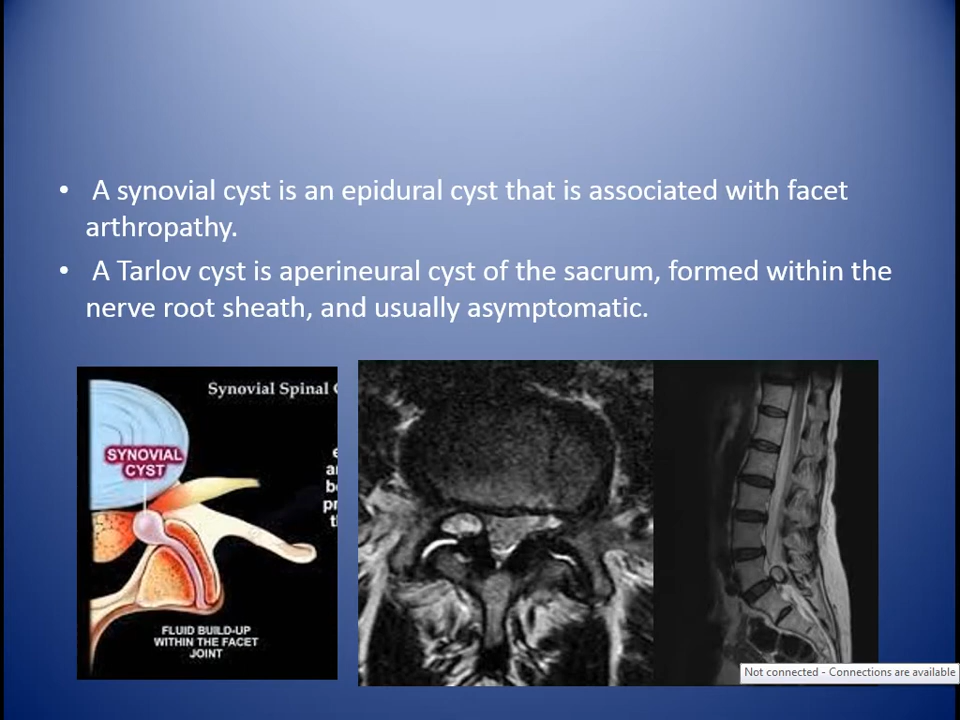 • A synovial cyst is an epidural cyst that is associated with facet
arthropathy.
• A Tarlov cyst is aperineural cyst of the sacrum, formed within the
nerve root sheath, and usually asymptomatic.
Synovial Spinal
SYNOVIAL
CYST
FLUID BUILD-UP
WITHIN THE FACET
JOINT
Not connected - Connections are available